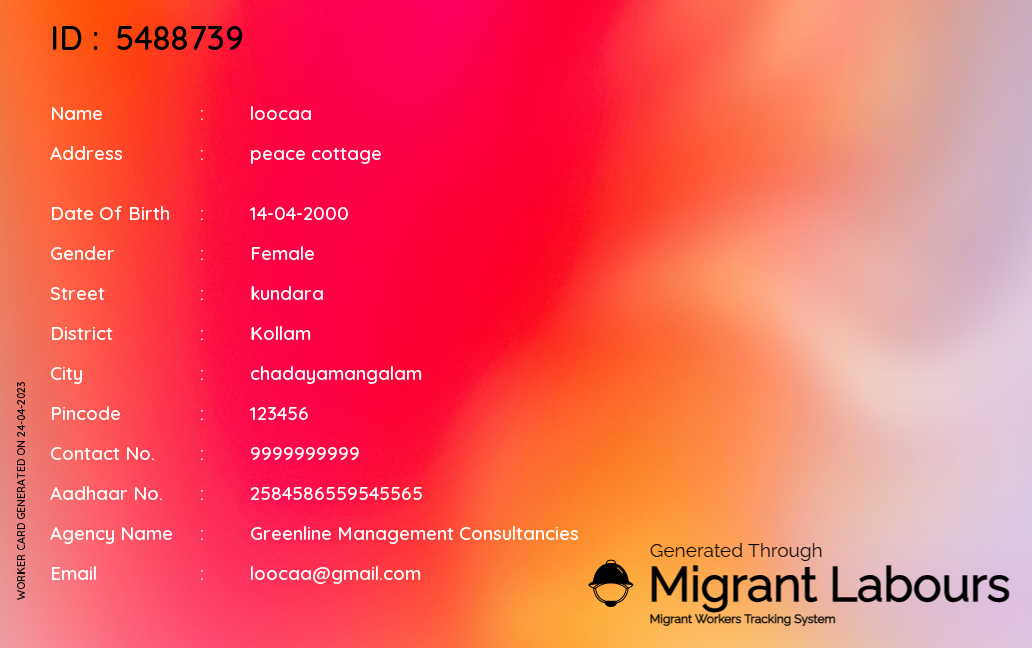 ID : 5488739
Name : loocaa
Address : peace cottage
Date Of Birth : 14-04-2000
Gender : Female
Street : kundara
District : Kollam
City : chadayamangalam
Pincode : 123456
Contact No. : 9999999999
Aadhaar No. : 2584586559545565
Agency Name : Greenline Management Consultancies
Email : loocaa@gmail.com
WORKER CARD GENERATED ON 24-04-2023
Generated Through
Migrant Labours
Migrant Workers Tracking System